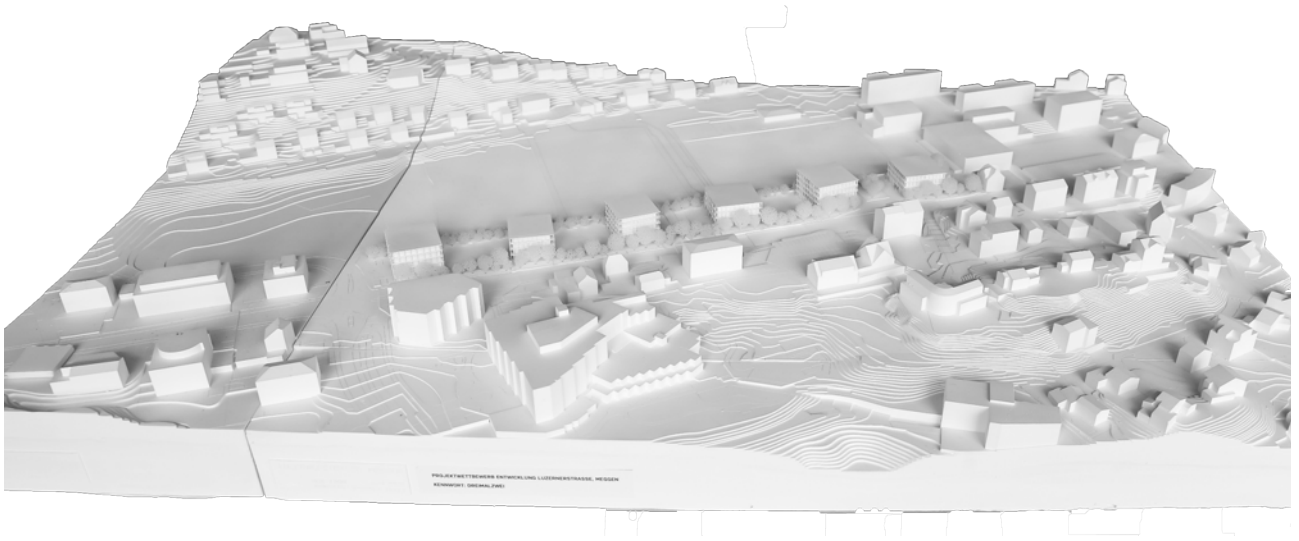 PROJEKTWETTBEWERB ENTWICKLUNG LUZERNERSTRASSE, MEGGEN
KENNWORT: DREIMALZWEI